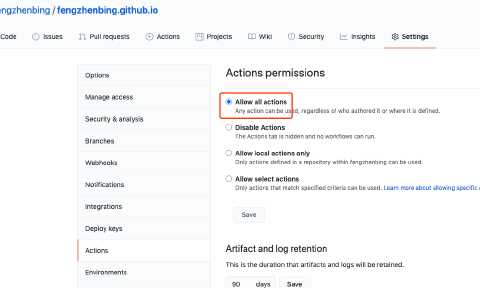 engzhenbing / fengzhenbing.github.io
Code Issues Pull requests Actions Projects Wiki Security Insights Settings
Options
Manage access
Security & analysis
Branches
Webhooks
Notifications
Integrations
Deploy keys
Actions
Environments
Actions permissions
Allow all actions
Any action can be used, regardless of who authored it or where it is defined.
Disable Actions
The Actions tab is hidden and no workflows can run.
Allow local actions only
Only actions defined in a repository within fengzhenbing can be used.
Allow select actions
Only actions that match specified criteria can be used. Learn more about allowing specific
Save
Artifact and log retention
This is the duration that artifacts and logs will be retained.
90 days Save